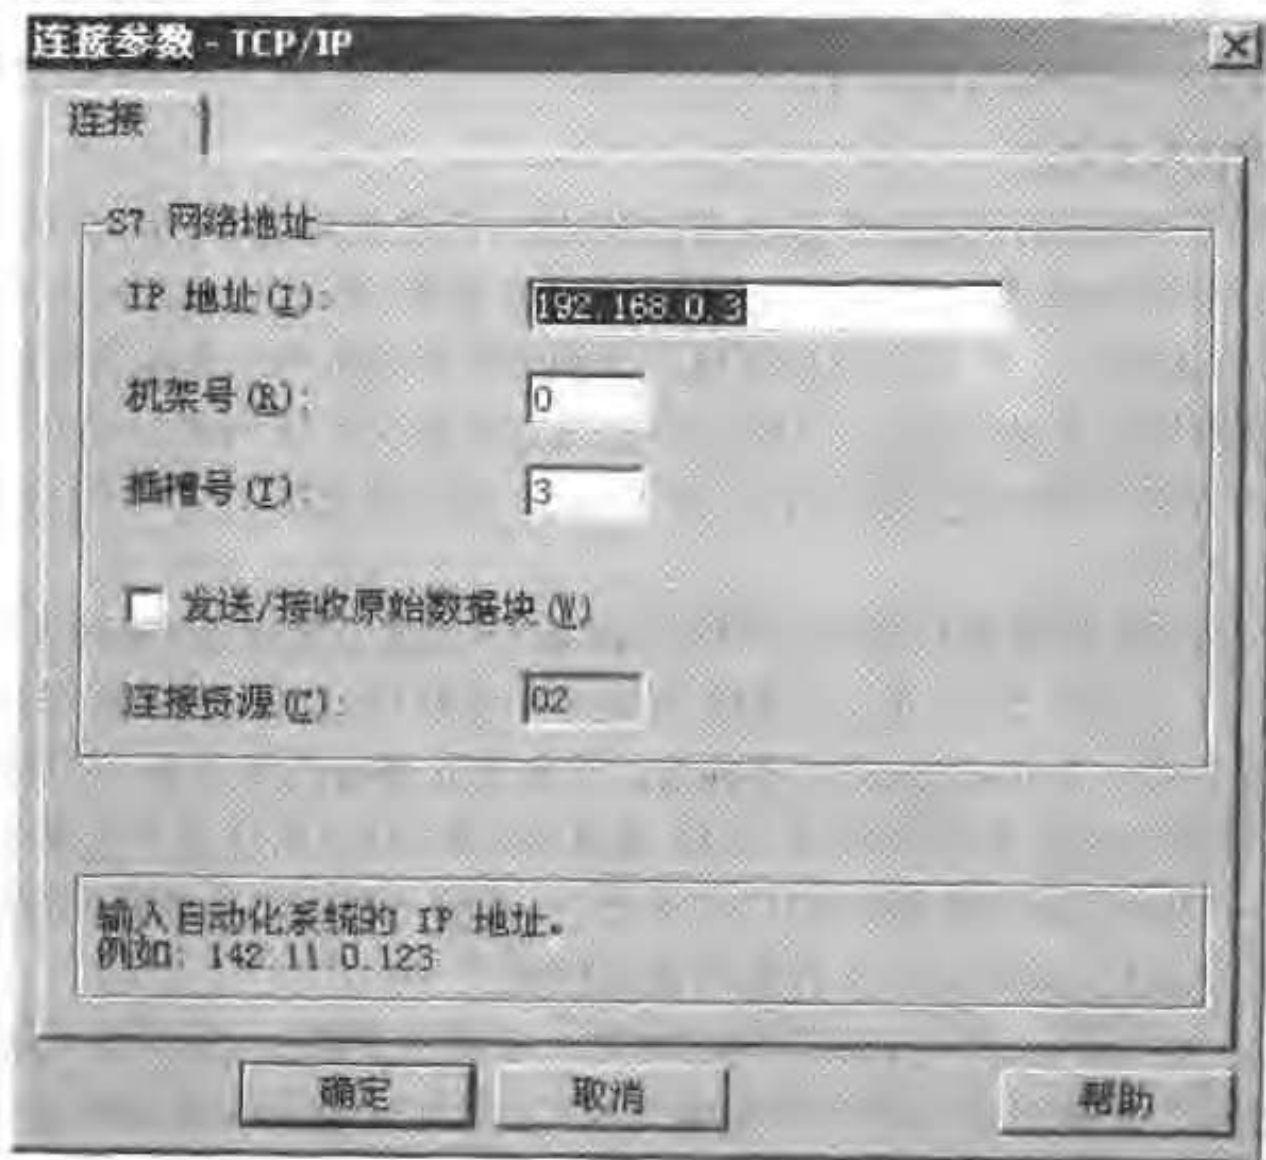 连接参数 - TCP/IP
连接
S7 网络地址
IP 地址(I):
192.168.0.3
机架号(R):
0
插槽号(T):
3
发送/接收原始数据块(W)
连接资源(C):
02
输入自动化系统的 IP 地址。
例如: 142.11.0.123
确定
取消
帮助